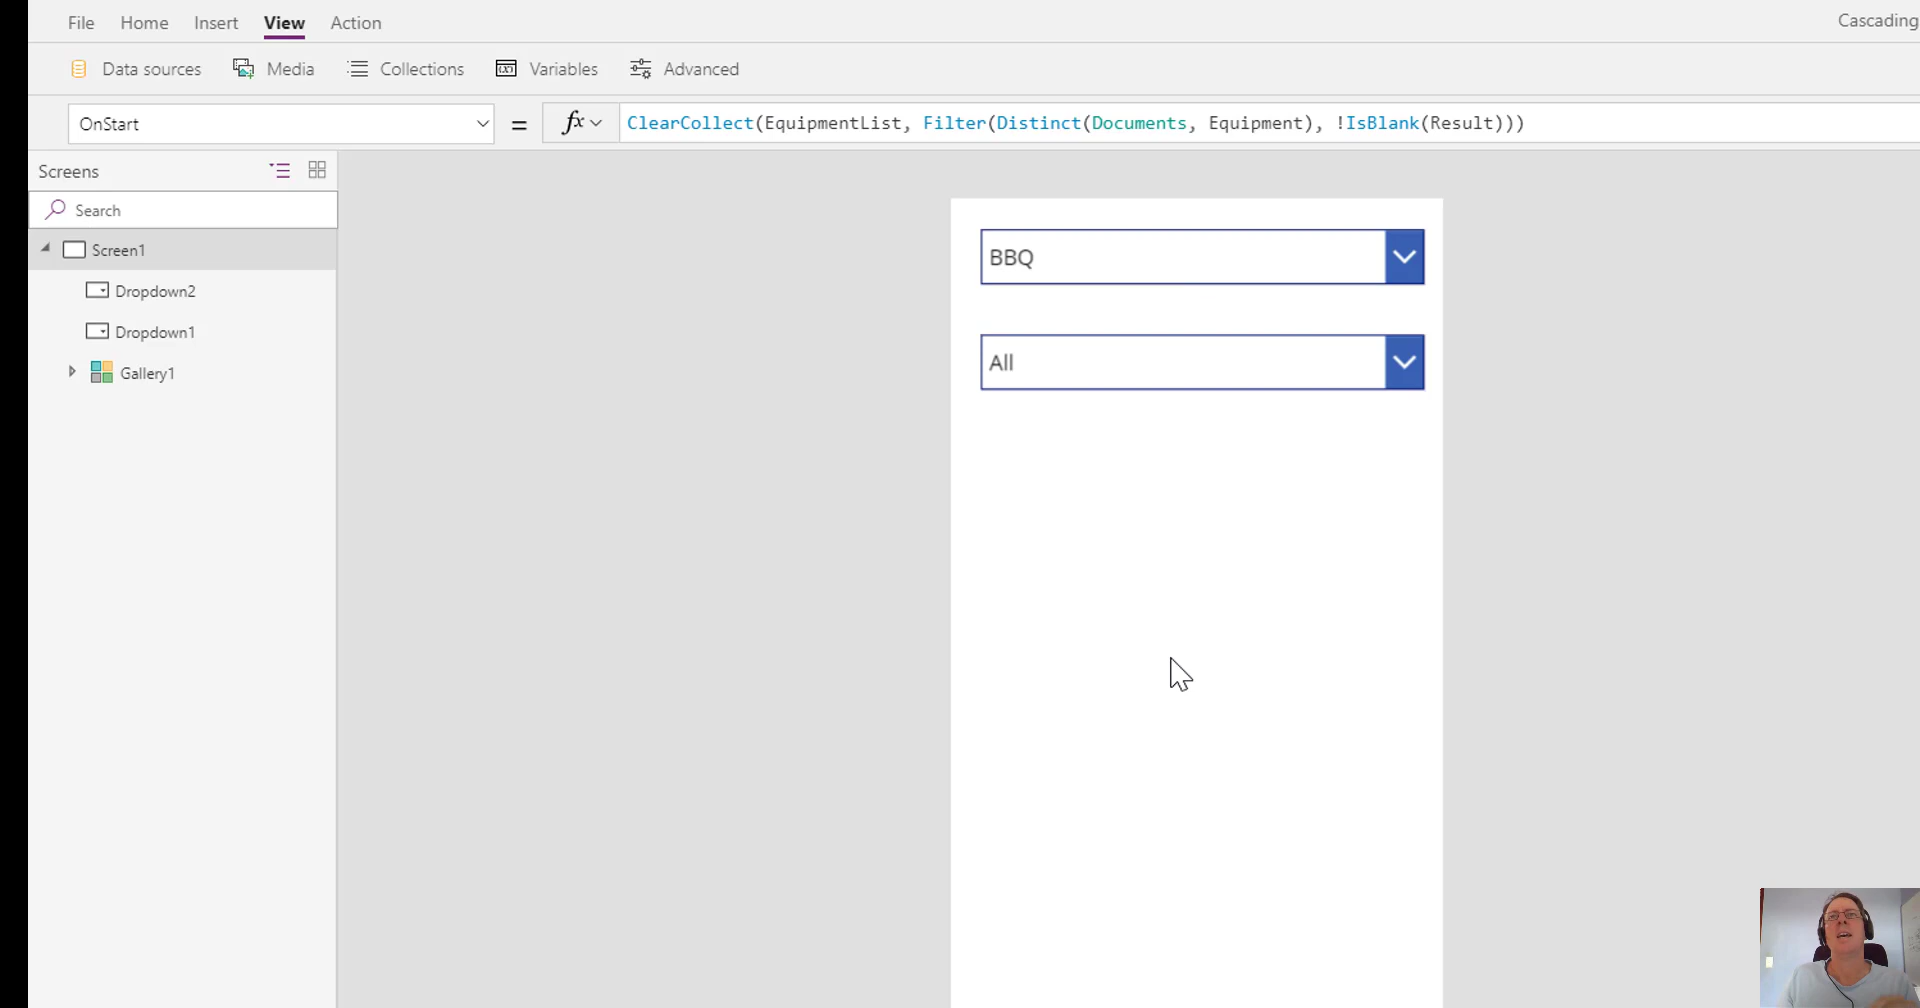 File Home Insert View Action
Cascading
Data sources Media Collections Variables Advanced
OnStart = fx ClearCollect(EquipmentList, Filter(Distinct(Documents, Equipment), !IsBlank(Result)))
Screens
Search
Screen1
Dropdown2
Dropdown1
Gallery1
BBQ
All